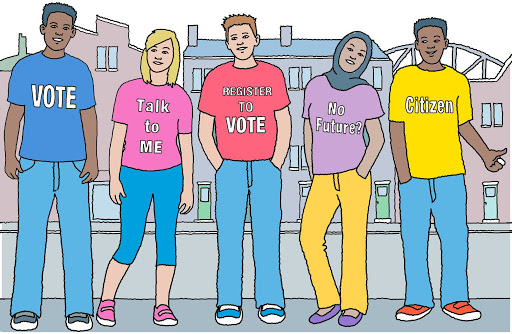 VOTE
Talk
to
ME
REGISTER
TO
VOTE
No
Future?
Citizen